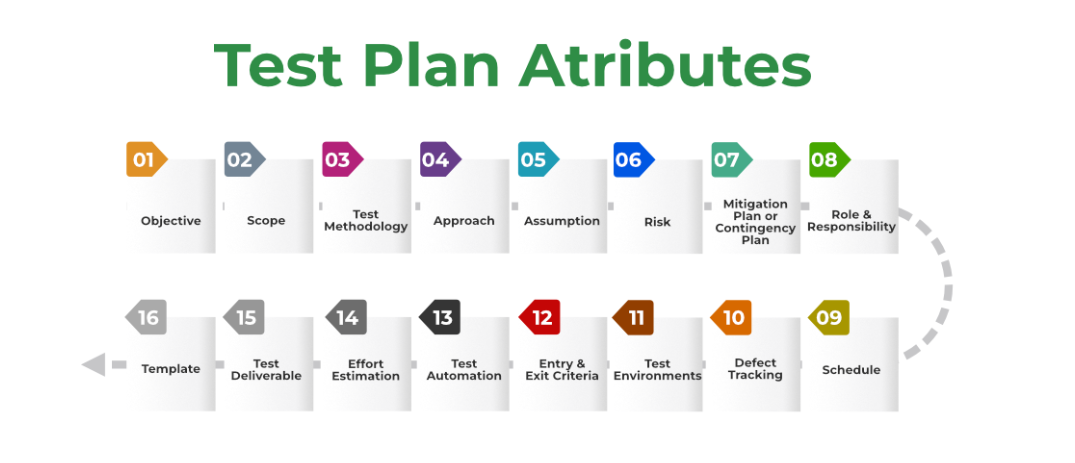 Test Plan Atributes
01
Objective
02
Scope
03
Test
Methodology
04
Approach
05
Assumption
06
Risk
07
Mitigation
Plan or
Contingency
Plan
08
Role &
Responsibility
09
Schedule
10
Defect
Tracking
11
Test
Environments
12
Entry &
Exit Criteria
13
Test
Automation
14
Effort
Estimation
15
Test
Deliverable
16
Template